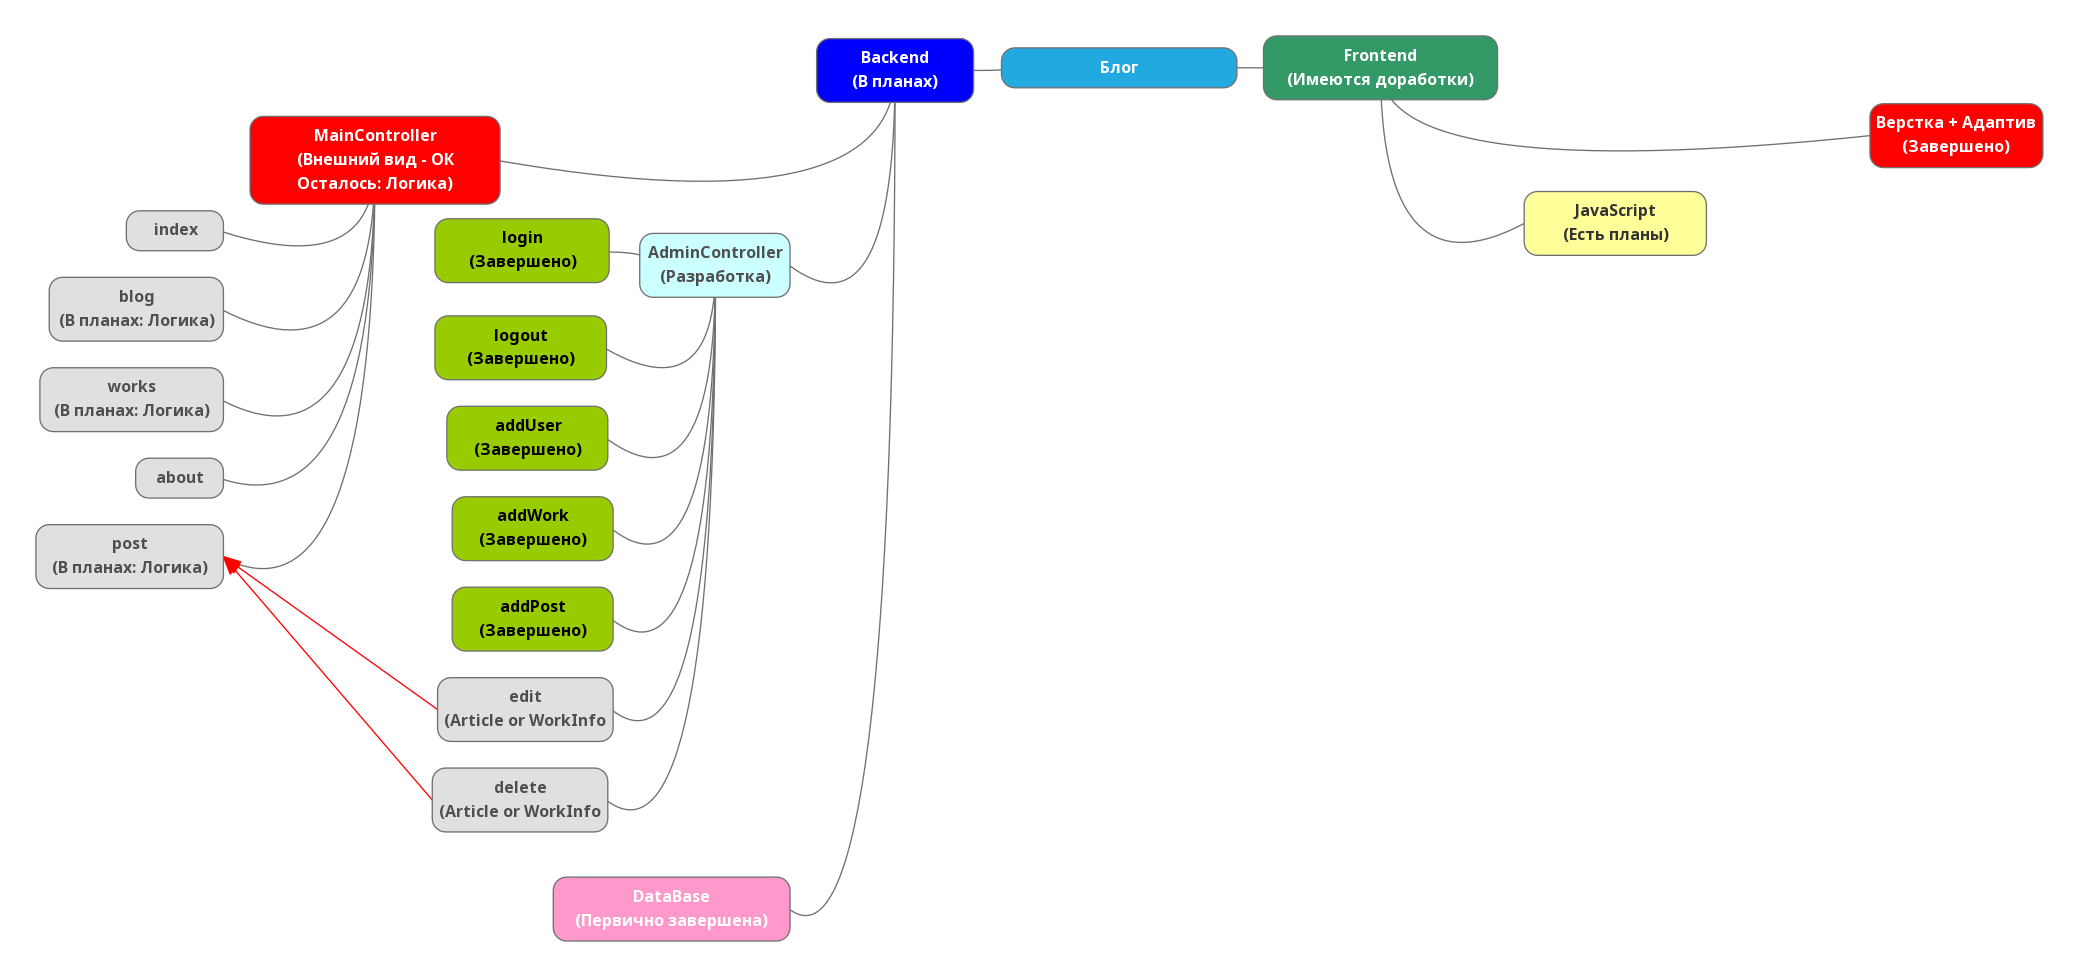 Backend
(В планах)
Блог
Frontend
(Имеются доработки)
Верстка + Адаптив
(Завершено)
JavaScript
(Есть планы)
MainController
(Внешний вид - ОК
Осталось: Логика)
index
blog
(В планах: Логика)
works
(В планах: Логика)
about
post
(В планах: Логика)
AdminController
(Разработка)
login
(Завершено)
logout
(Завершено)
addUser
(Завершено)
addWork
(Завершено)
addPost
(Завершено)
edit
(Article or WorkInfo
delete
(Article or WorkInfo
DataBase
(Первично завершена)